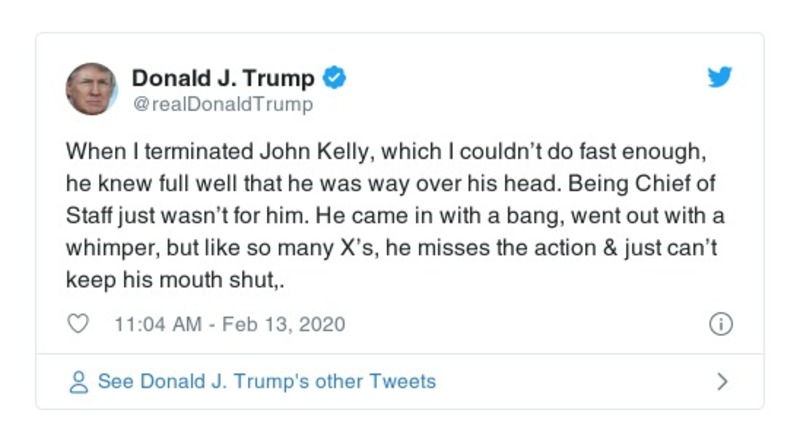 Donald J. Trump
@realDonaldTrump
When I terminated John Kelly, which I couldn’t do fast enough,
he knew full well that he was way over his head. Being Chief of
Staff just wasn’t for him. He came in with a bang, went out with a
whimper, but like so many X’s, he misses the action & just can’t
keep his mouth shut,.
11:04 AM - Feb 13, 2020
See Donald J. Trump's other Tweets